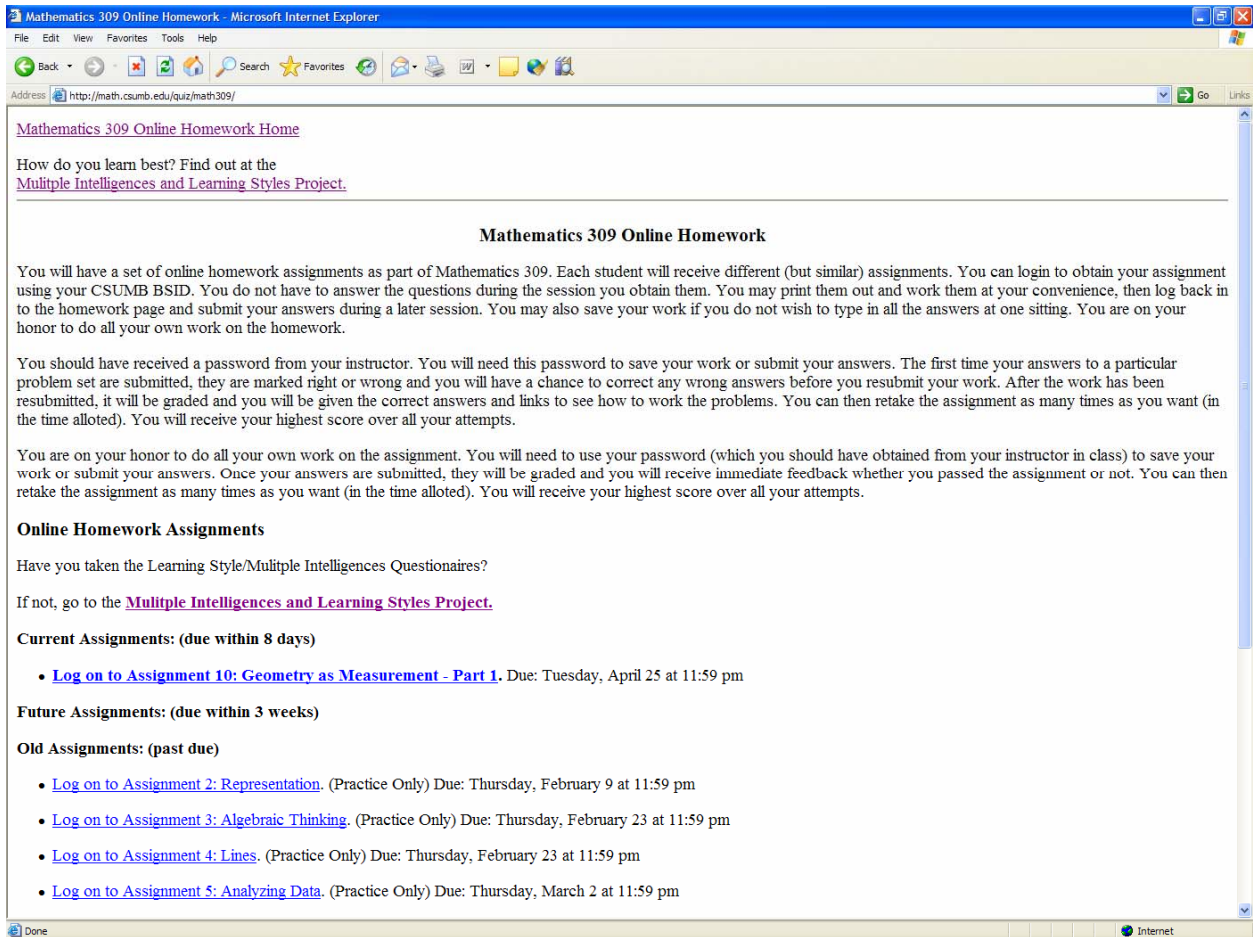 Mathematics 309 Online Homework - Microsoft Internet Explorer
File Edit View Favorites Tools Help
Back Search Favorites
Address http://math.csumb.edu/quiz/math309/ Go Links
Mathematics 309 Online Homework Home
How do you learn best? Find out at the
Mulitple Intelligences and Learning Styles Project.
Mathematics 309 Online Homework
You will have a set of online homework assignments as part of Mathematics 309. Each student will receive different (but similar) assignments. You can login to obtain your assignment
using your CSUMB BSID. You do not have to answer the questions during the session you obtain them. You may print them out and work them at your convenience, then log back in
to the homework page and submit your answers during a later session. You may also save your work if you do not wish to type in all the answers at one sitting. You are on your
honor to do all your own work on the homework.
You should have received a password from your instructor. You will need this password to save your work or submit your answers. The first time your answers to a particular
problem set are submitted, they are marked right or wrong and you will have a chance to correct any wrong answers before you resubmit your work. After the work has been
resubmitted, it will be graded and you will be given the correct answers and links to see how to work the problems. You can then retake the assignment as many times as you want (in
the time alloted). You will receive your highest score over all your attempts.
You are on your honor to do all your own work on the assignment. You will need to use your password (which you should have obtained from your instructor in class) to save your
work or submit your answers. Once your answers are submitted, they will be graded and you will receive immediate feedback whether you passed the assignment or not. You can then
retake the assignment as many times as you want (in the time alloted). You will receive your highest score over all your attempts.
Online Homework Assignments
Have you taken the Learning Style/Mulitple Intelligences Questionaires?
If not, go to the Mulitple Intelligences and Learning Styles Project.
Current Assignments: (due within 8 days)
• Log on to Assignment 10: Geometry as Measurement - Part 1. Due: Tuesday, April 25 at 11:59 pm
Future Assignments: (due within 3 weeks)
Old Assignments: (past due)
• Log on to Assignment 2: Representation. (Practice Only) Due: Thursday, February 9 at 11:59 pm
• Log on to Assignment 3: Algebraic Thinking. (Practice Only) Due: Thursday, February 23 at 11:59 pm
• Log on to Assignment 4: Lines. (Practice Only) Due: Thursday, February 23 at 11:59 pm
• Log on to Assignment 5: Analyzing Data. (Practice Only) Due: Thursday, March 2 at 11:59 pm
Done Internet